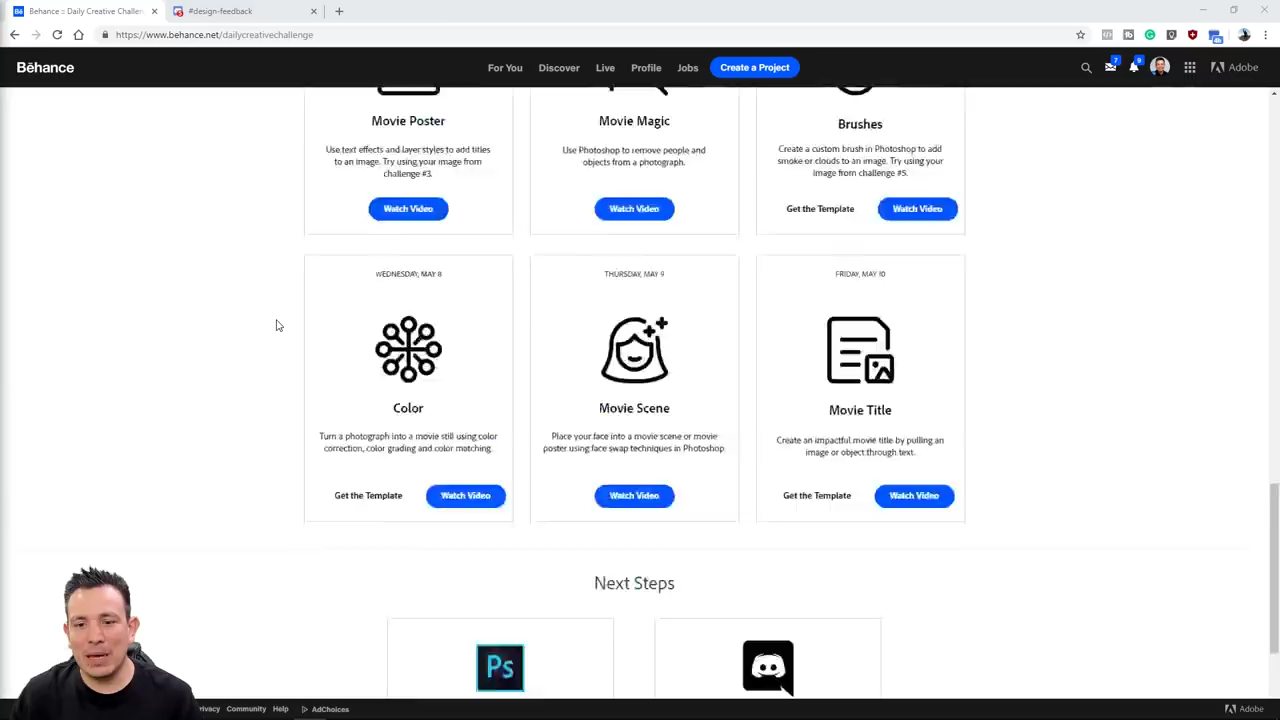 Bē Behance :: Daily Creative Challen
#design-feedback
https://www.behance.net/dailycreativechallenge
Bēhance
For You
Discover
Live
Profile
Jobs
Create a Project
7
9
Adobe
Movie Poster
Use text effects and layer styles to add titles
to an image. Try using your image from
challenge #3.
Watch Video
Movie Magic
Use Photoshop to remove people and
objects from a photograph.
Watch Video
Brushes
Create a custom brush in Photoshop to add
smoke or clouds to an image. Try using your
image from challenge #5.
Get the Template
Watch Video
WEDNESDAY, MAY 8
Color
Turn a photograph into a movie still using color
correction, color grading and color matching.
Get the Template
Watch Video
THURSDAY, MAY 9
Movie Scene
Place your face into a movie scene or movie
poster using face swap techniques in Photoshop.
Watch Video
FRIDAY, MAY 10
Movie Title
Create an impactful movie title by pulling an
image or object through text.
Get the Template
Watch Video
Next Steps
Ps
Community
Help
AdChoices
Adobe